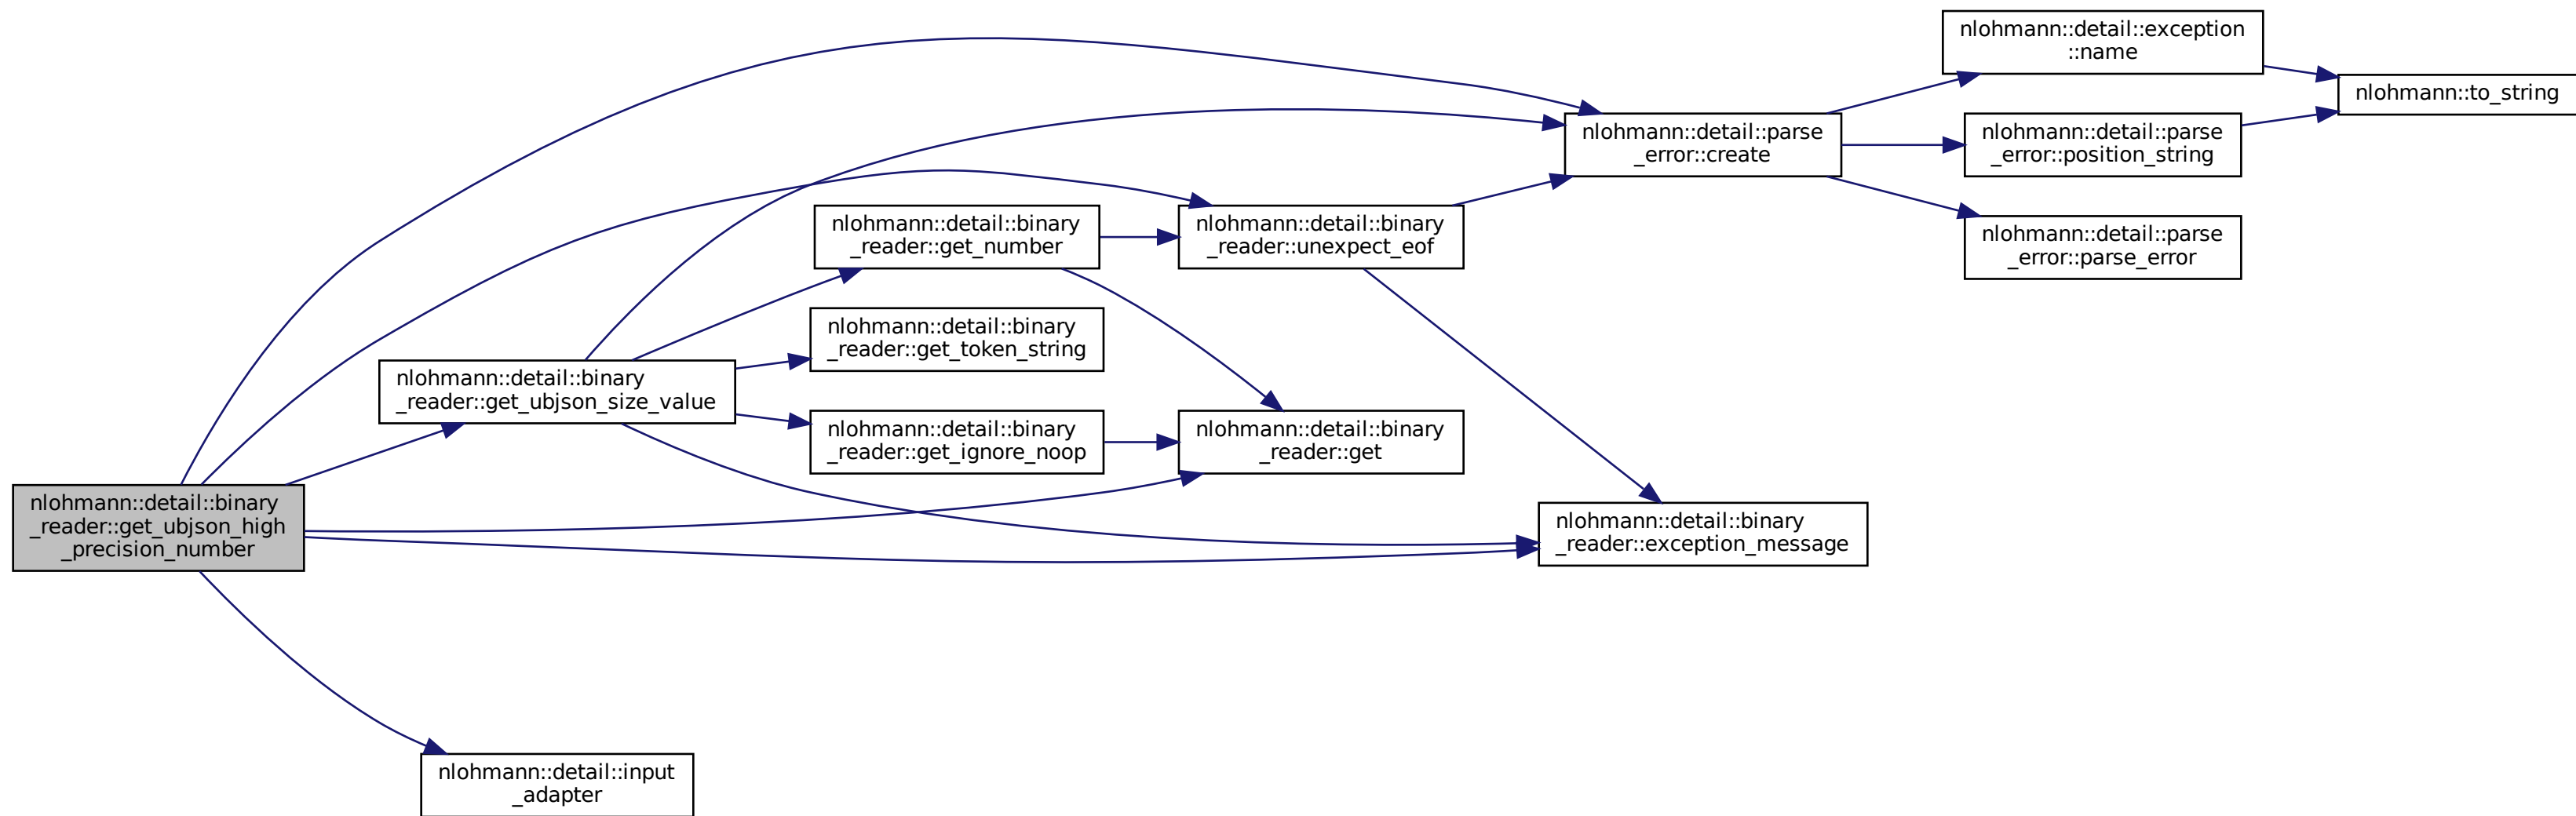 nlohmann::detail::exception
::name
nlohmann::to_string
nlohmann::detail::parse
_error::create
nlohmann::detail::parse
_error::position_string
nlohmann::detail::binary
_reader::get_number
nlohmann::detail::binary
_reader::unexpect_eof
nlohmann::detail::parse
_error::parse_error
nlohmann::detail::binary
_reader::get_token_string
nlohmann::detail::binary
_reader::get_ubjson_size_value
nlohmann::detail::binary
_reader::get_ignore_noop
nlohmann::detail::binary
_reader::get
nlohmann::detail::binary
_reader::get_ubjson_high
_precision_number
nlohmann::detail::binary
_reader::exception_message
nlohmann::detail::input
_adapter